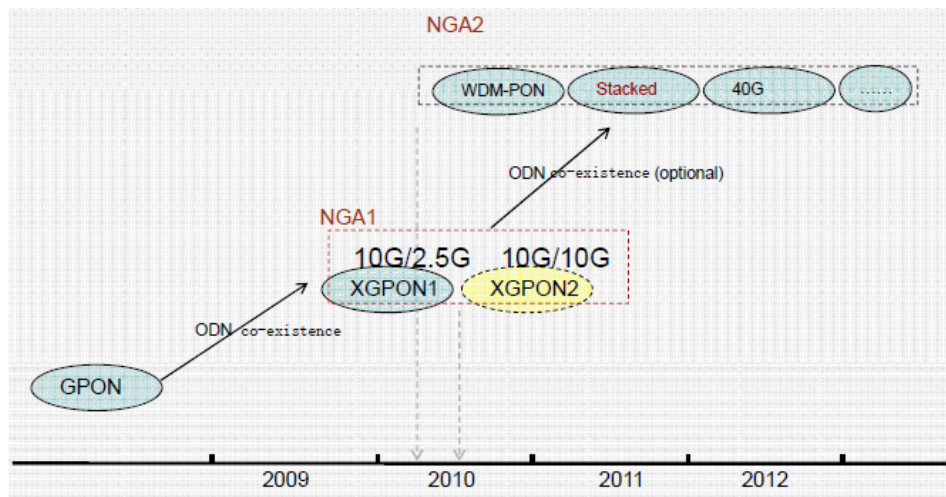 NGA2
WDM-PON Stacked 40G ......
ODN co-existence (optional)
NGA1
10G/2.5G 10G/10G
XGPON1 XGPON2
ODN co-existence
GPON
2009 2010 2011 2012